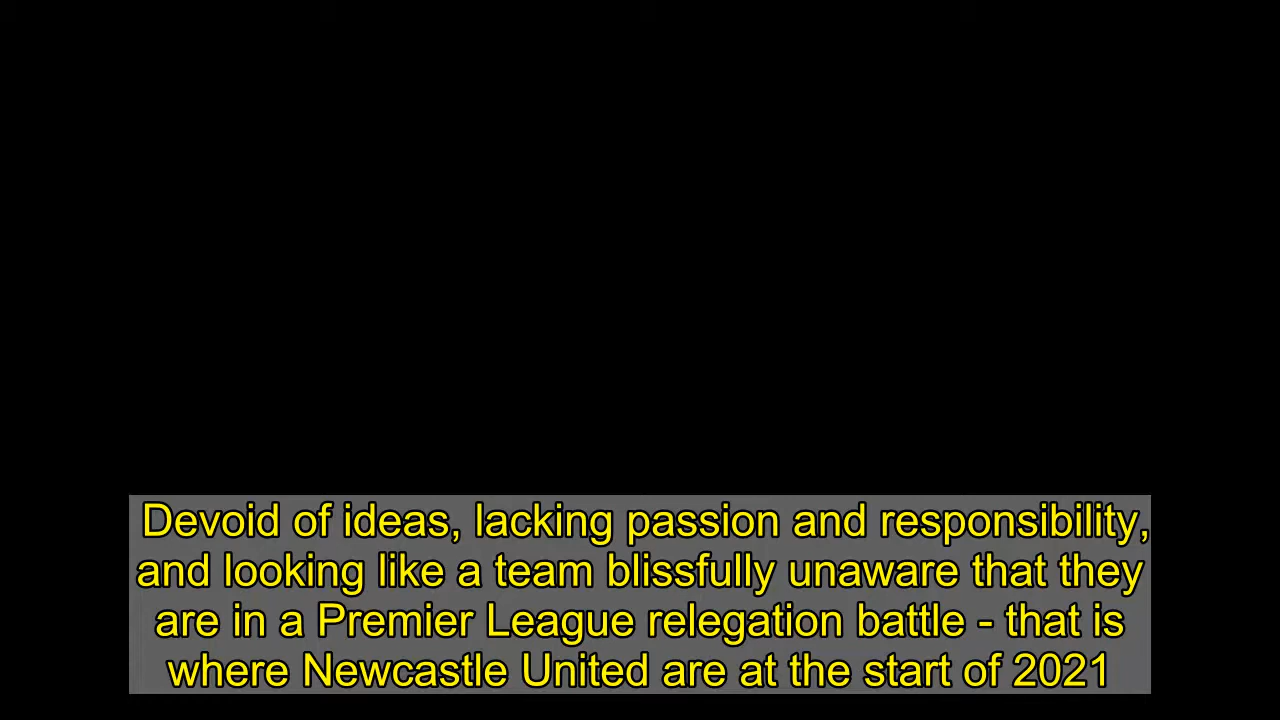 Devoid of ideas, lacking passion and responsibility,
and looking like a team blissfully unaware that they
are in a Premier League relegation battle - that is
where Newcastle United are at the start of 2021